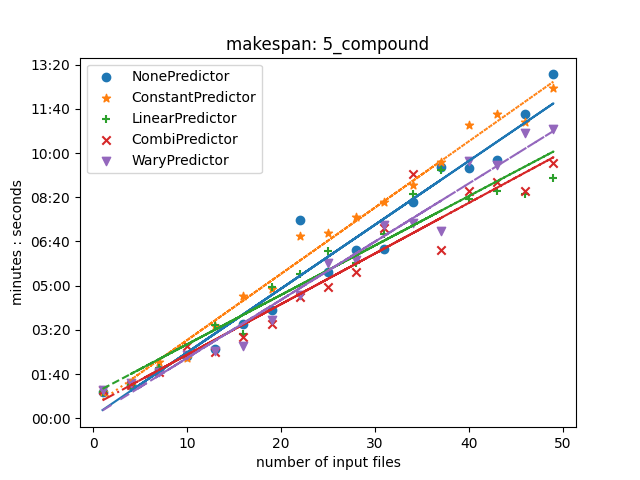 makespan: 5_compound
13:20
11:40
10:00
08:20
06:40
05:00
03:20
01:40
00:00
minutes : seconds
NonePredictor
ConstantPredictor
LinearPredictor
CombiPredictor
WaryPredictor
0
10
20
30
40
50
number of input files